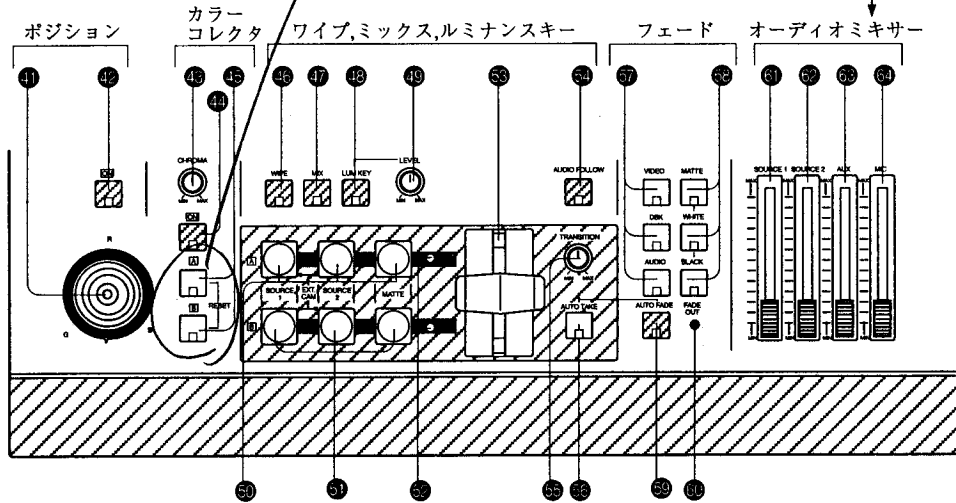 ポジション
カラー
コレクタ
ワイプ,ミックス,ルミナンスキー
フェード
オーディオミキサー
41
42
43
44
45
46
47
48
49
53
54
57
58
61
62
63
64
ON
CHROMA
MIN MAX
ON
WIPE
MIX
LUM KEY
LEVEL
MIN MAX
AUDIO FOLLOW
VIDEO
MATTE
DSK
WHITE
AUDIO
BLACK
SOURCE 1
SOURCE 2
AUX
MIC
R
G
B
Y
A
B
RESET
A
SOURCE 1
EXT CAM
SOURCE 2
MATTE
B
TRANSITION
MIN MAX
AUTO TAKE
AUTO FADE
FADE OUT
50
51
52
55
56
59
60